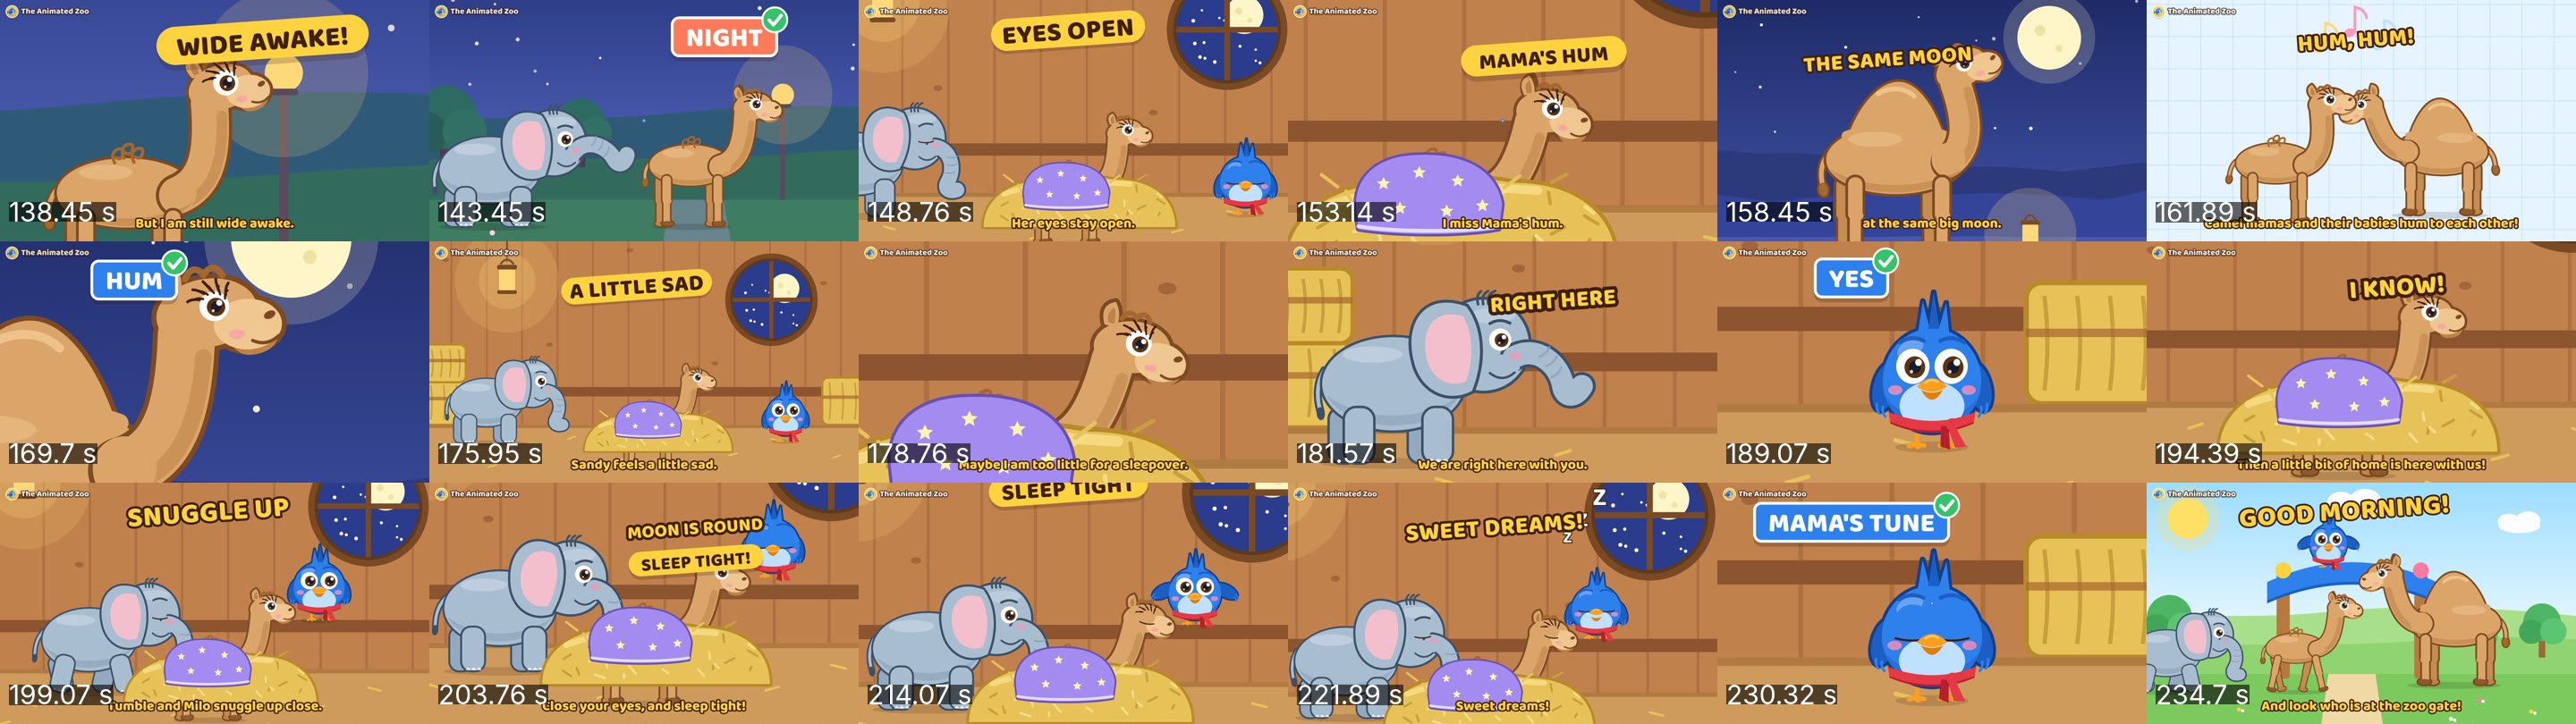 The Animated Zoo
WIDE AWAKE!
138.45 s
But I am still wide awake.
The Animated Zoo
NIGHT
143.45 s
The Animated Zoo
EYES OPEN
148.76 s
Her eyes stay open.
The Animated Zoo
MAMA'S HUM
153.14 s
I miss Mama's hum.
The Animated Zoo
THE SAME MOON
158.45 s
at the same big moon.
The Animated Zoo
HUM, HUM!
161.89 s
Camel mamas and their babies hum to each other!
The Animated Zoo
HUM
169.7 s
The Animated Zoo
A LITTLE SAD
175.95 s
Sandy feels a little sad.
The Animated Zoo
178.76 s
Maybe I am too little for a sleepover.
The Animated Zoo
RIGHT HERE
181.57 s
We are right here with you.
The Animated Zoo
YES
189.07 s
The Animated Zoo
I KNOW!
194.39 s
Then a little bit of home is here with us!
The Animated Zoo
SNUGGLE UP
199.07 s
Tumble and Milo snuggle up close.
The Animated Zoo
MOON IS ROUND
SLEEP TIGHT!
203.76 s
Close your eyes, and sleep tight!
The Animated Zoo
SLEEP TIGHT
214.07 s
The Animated Zoo
SWEET DREAMS!
Z
z
221.89 s
Sweet dreams!
The Animated Zoo
MAMA'S TUNE
230.32 s
The Animated Zoo
GOOD MORNING!
234.7 s
And look who is at the zoo gate!